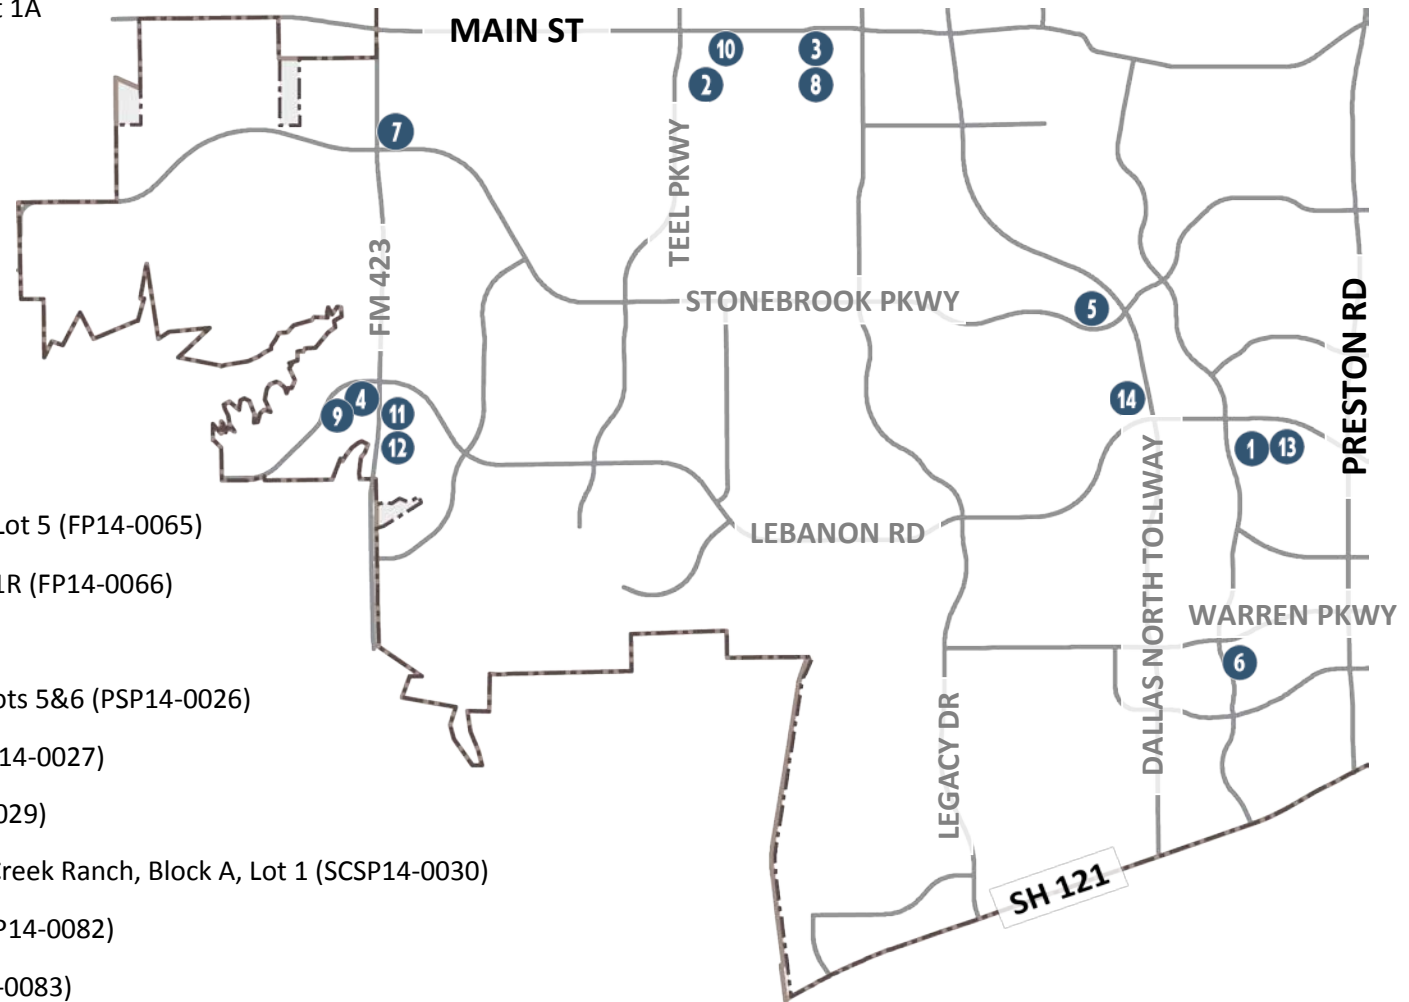 1A
MAIN ST
10
3
2
8
7
TEEL PKWY
FM 423
STONEBROOK PKWY
5
PRESTON RD
4
9
11
14
12
1
13
DALLAS NORTH TOLLWAY
Lot 5 (FP14-0065)
LEBANON RD
1R (FP14-0066)
WARREN PKWY
6
ots 5&6 (PSP14-0026)
LEGACY DR
14-0027)
029)
Creek Ranch, Block A, Lot 1 (SCSP14-0030)
SH 121
P14-0082)
-0083)